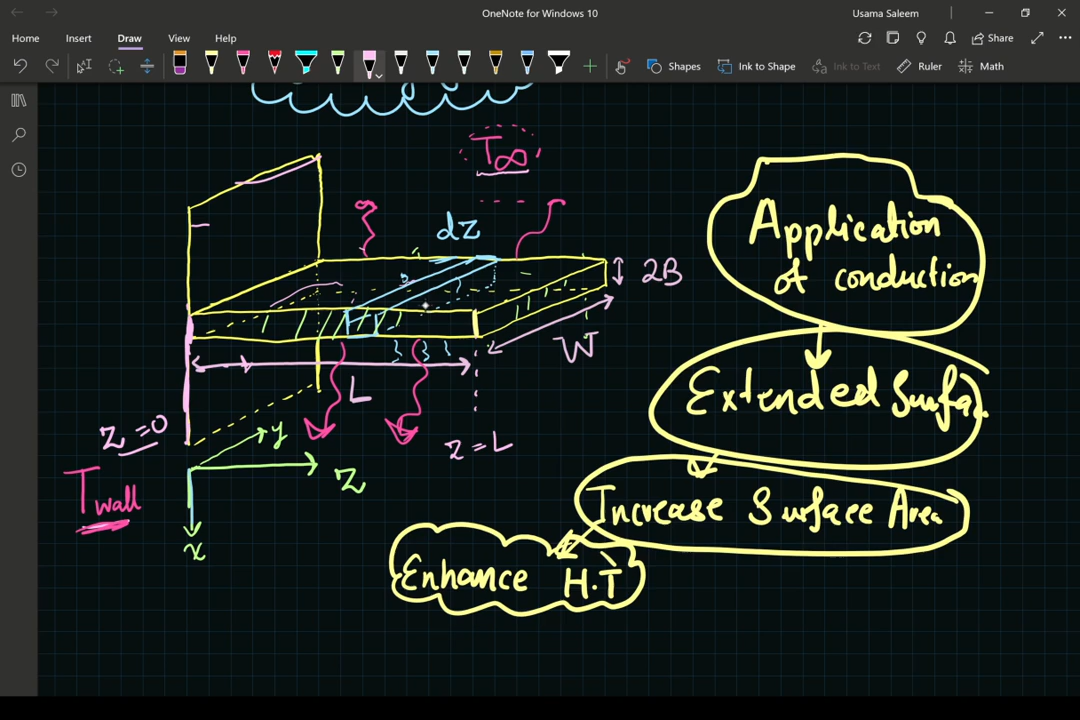 OneNote for Windows 10
Usama Saleem
Home
Insert
Draw
View
Help
Share
Shapes
Ink to Shape
Ink to Text
Ruler
Math
T∞
dz
2B
W
L
z=0
z=L
Twall
y
z
x
Application
of conduction
Extended Surfac
Increase Surface Area
Enhance H.T